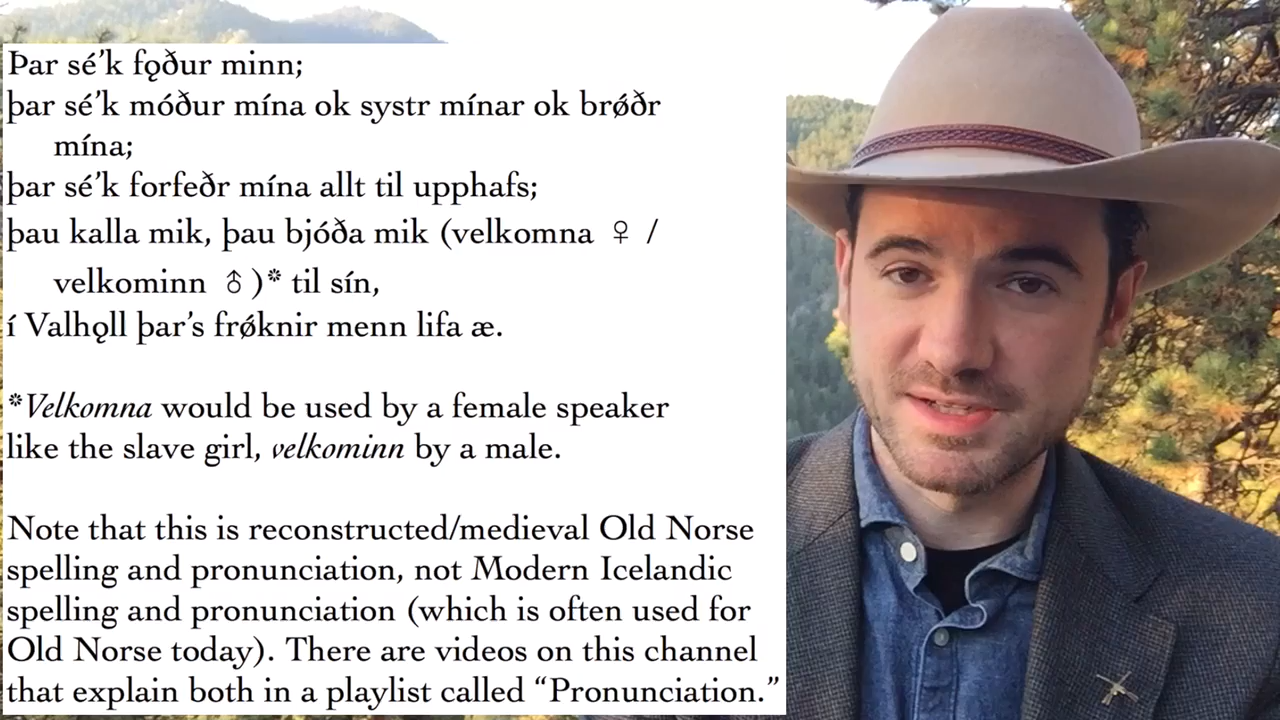 Þar sé’k fǫður minn;
þar sé’k móður mína ok systr mínar ok brǿðr
mína;
þar sé’k forfeðr mína allt til upphafs;
þau kalla mik, þau bjóða mik (velkomna ♀ /
velkominn ♂)* til sín,
í Valhǫll þar’s frǿknir menn lifa æ.
*Velkomna would be used by a female speaker
like the slave girl, velkominn by a male.
Note that this is reconstructed/medieval Old Norse
spelling and pronunciation, not Modern Icelandic
spelling and pronunciation (which is often used for
Old Norse today). There are videos on this channel
that explain both in a playlist called “Pronunciation.”